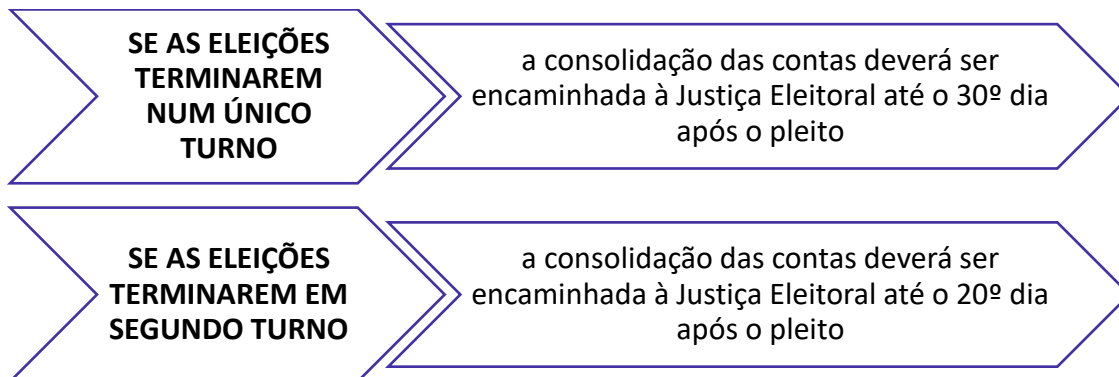 SE AS ELEIÇÕES
TERMINAREM
NUM ÚNICO
TURNO
a consolidação das contas deverá ser
encaminhada à Justiça Eleitoral até o 30º dia
após o pleito
SE AS ELEIÇÕES
TERMINAREM EM
SEGUNDO TURNO
a consolidação das contas deverá ser
encaminhada à Justiça Eleitoral até o 20º dia
após o pleito